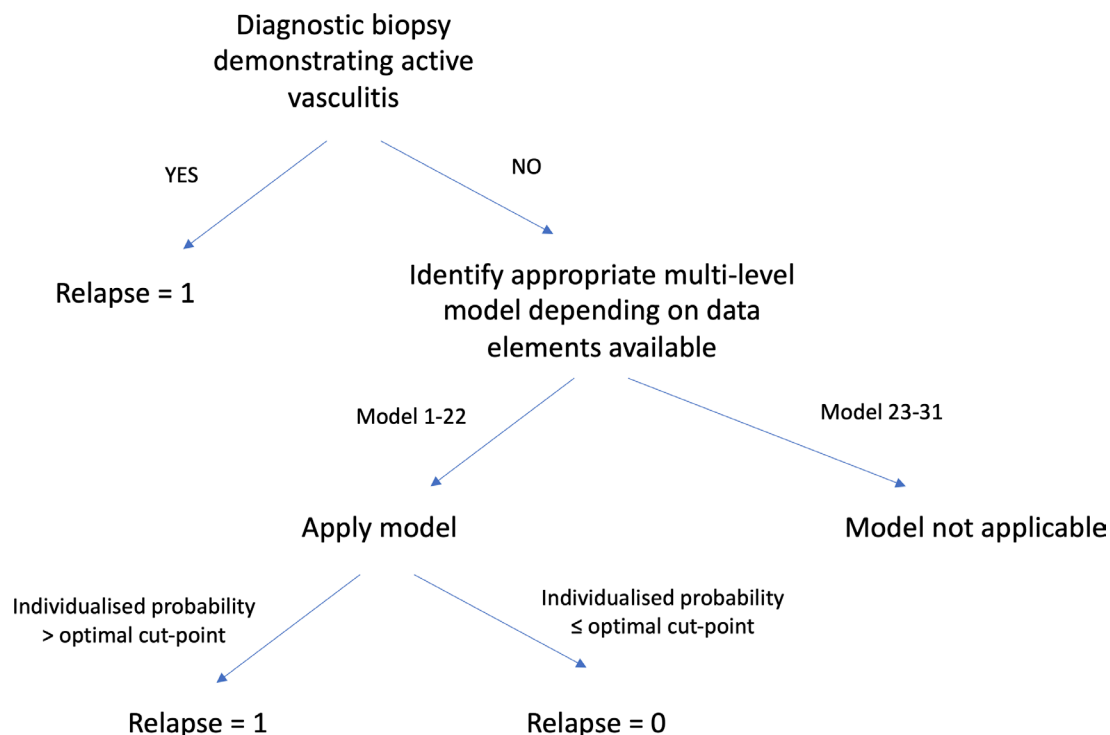 Diagnostic biopsy
demonstrating active
vasculitis
YES
NO
Relapse = 1
Identify appropriate multi-level
model depending on data
elements available
Model 1-22
Model 23-31
Apply model
Model not applicable
Individualised probability
> optimal cut-point
Individualised probability
≤ optimal cut-point
Relapse = 1
Relapse = 0